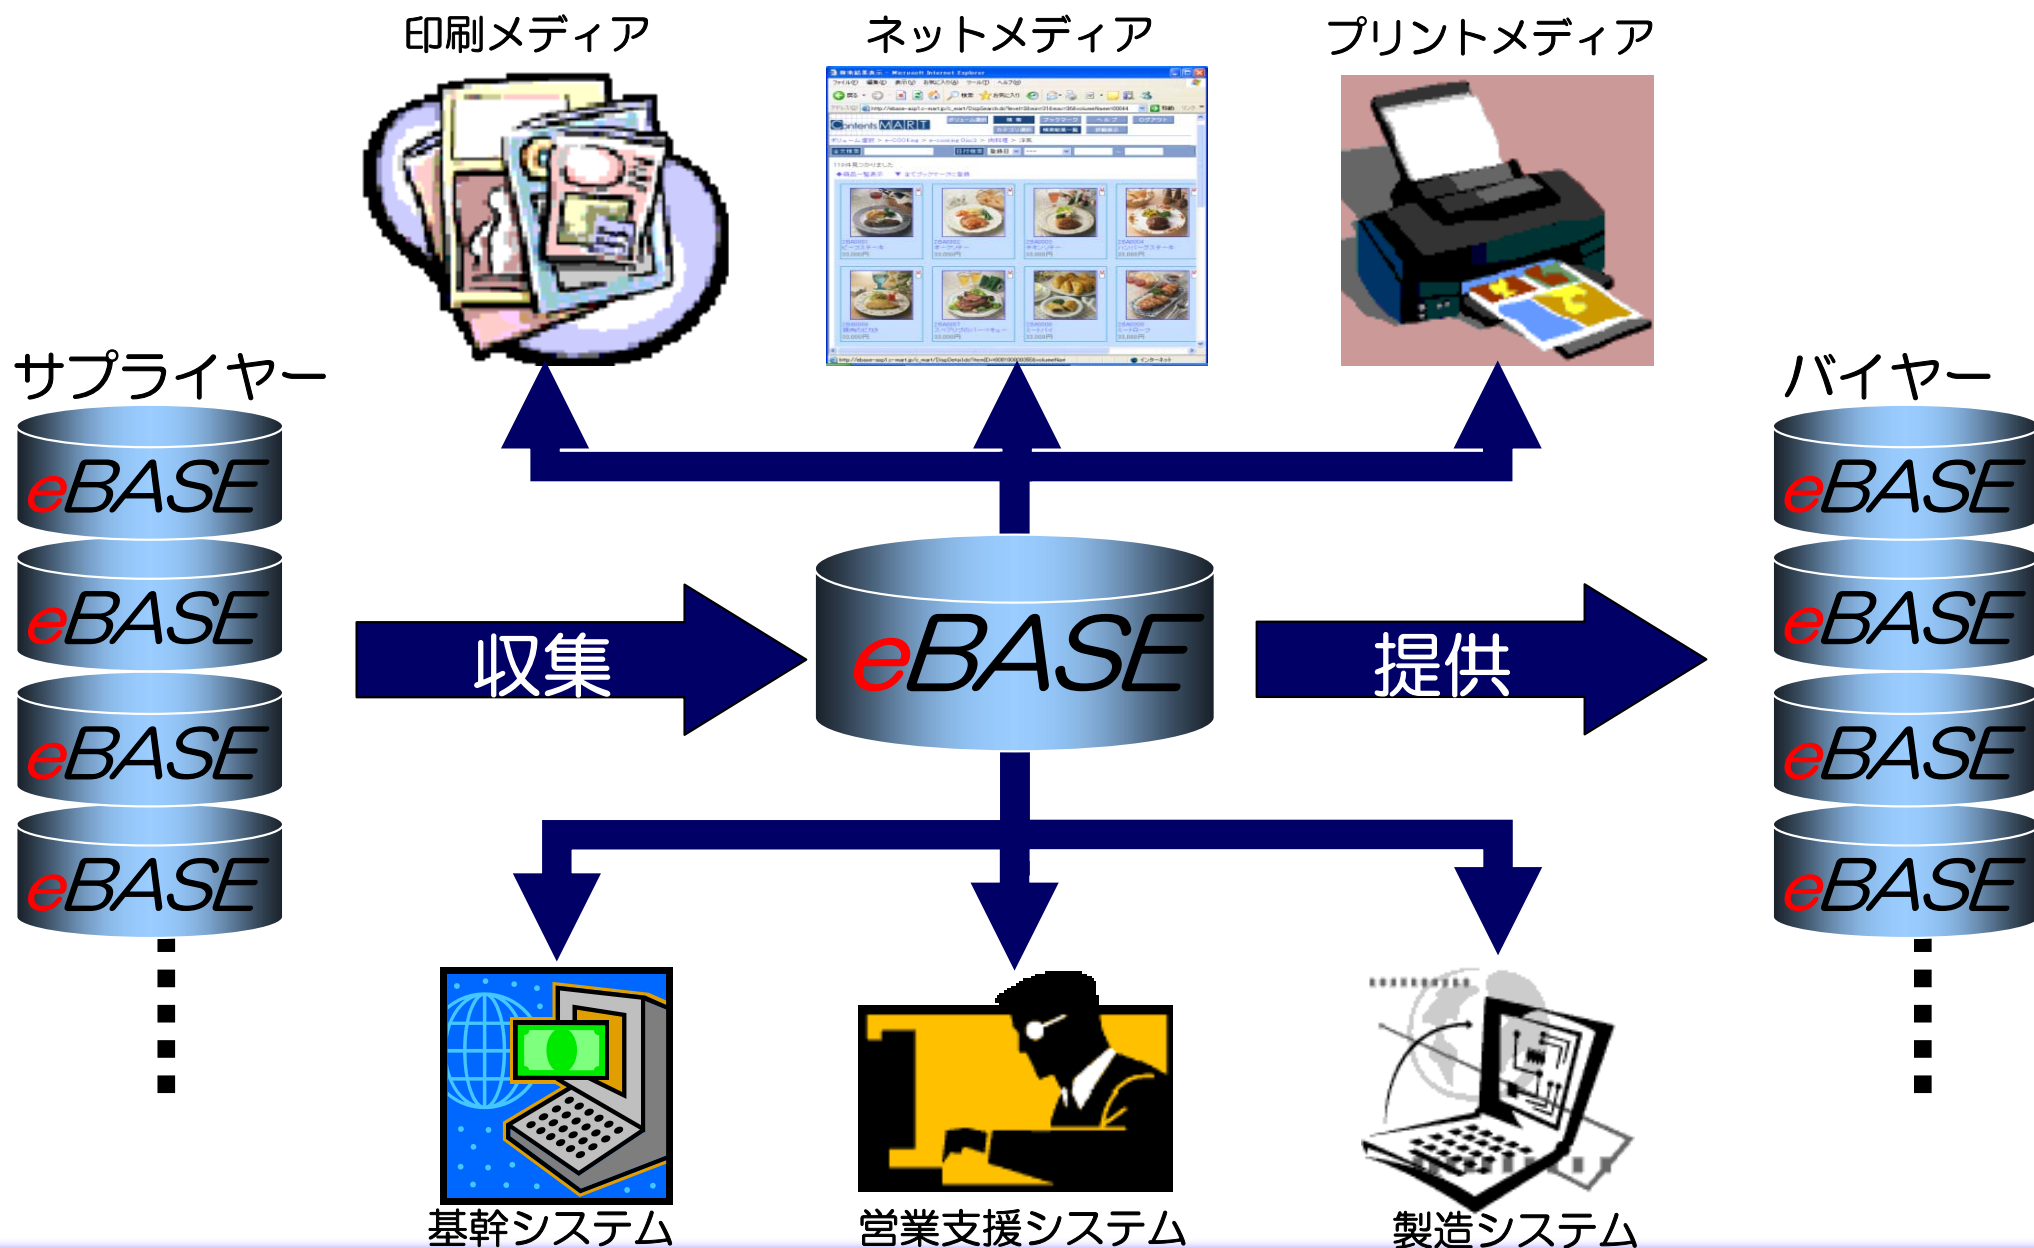 印刷メディア
ネットメディア
プリントメディア
サプライヤー
バイヤー
Contents MART
eBASE
eBASE
eBASE
eBASE
収集
eBASE
提供
eBASE
eBASE
eBASE
eBASE
基幹システム
営業支援システム
製造システム